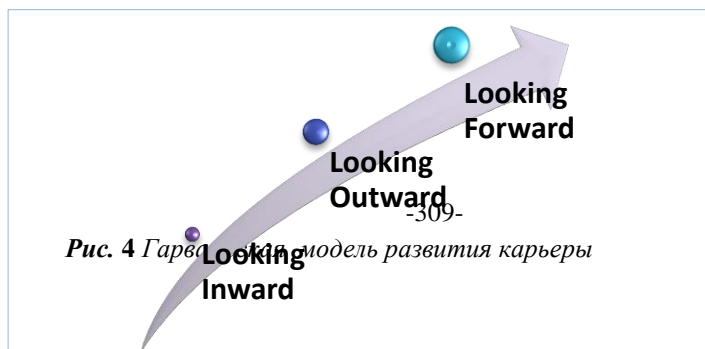 Looking
Forward
Looking
Outward
-309-
Рис. 4 модель развития карьеры
Looking
Inward